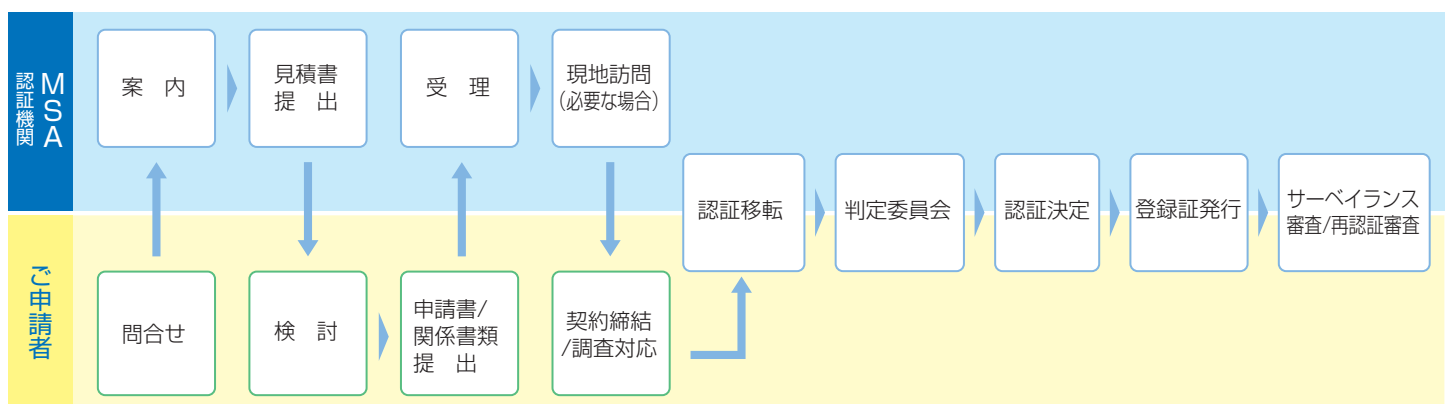 MSA
認証機関
案 内
見積書
提 出
受 理
現地訪問
(必要な場合)
認証移転
判定委員会
認証決定
登録証発行
サーベイランス
審査/再認証審査
ご申請者
問合せ
検 討
申請書/
関係書類
提 出
契約締結
/調査対応